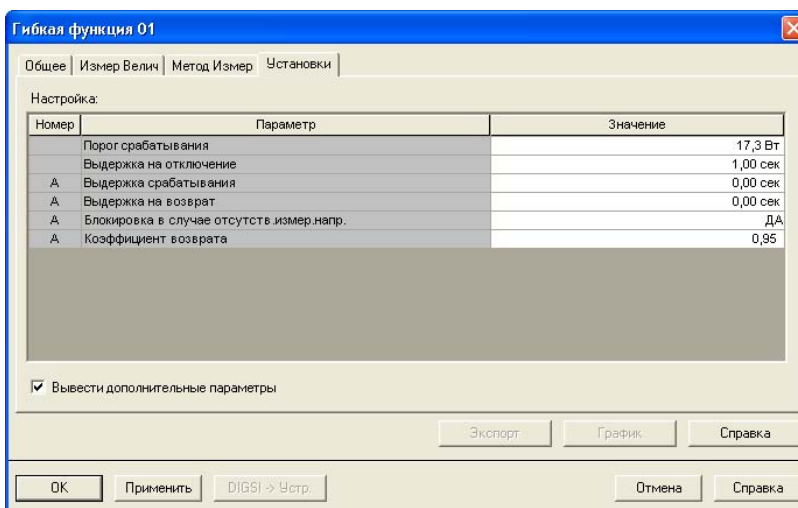 Гибкая функция 01
Общее Измер Велич Метод Измер Установки
Настройка:
Номер Параметр Значение
Порог срабатывания 17,3 Вт
Выдержка на отключение 1,00 сек
А Выдержка срабатывания 0,00 сек
А Выдержка на возврат 0,00 сек
А Блокировка в случае отсутств.измер.напр. ДА
А Коэффициент возврата 0,95
Вывести дополнительные параметры
Экспорт График Справка
OK Применить DIGSI -> Устр. Отмена Справка